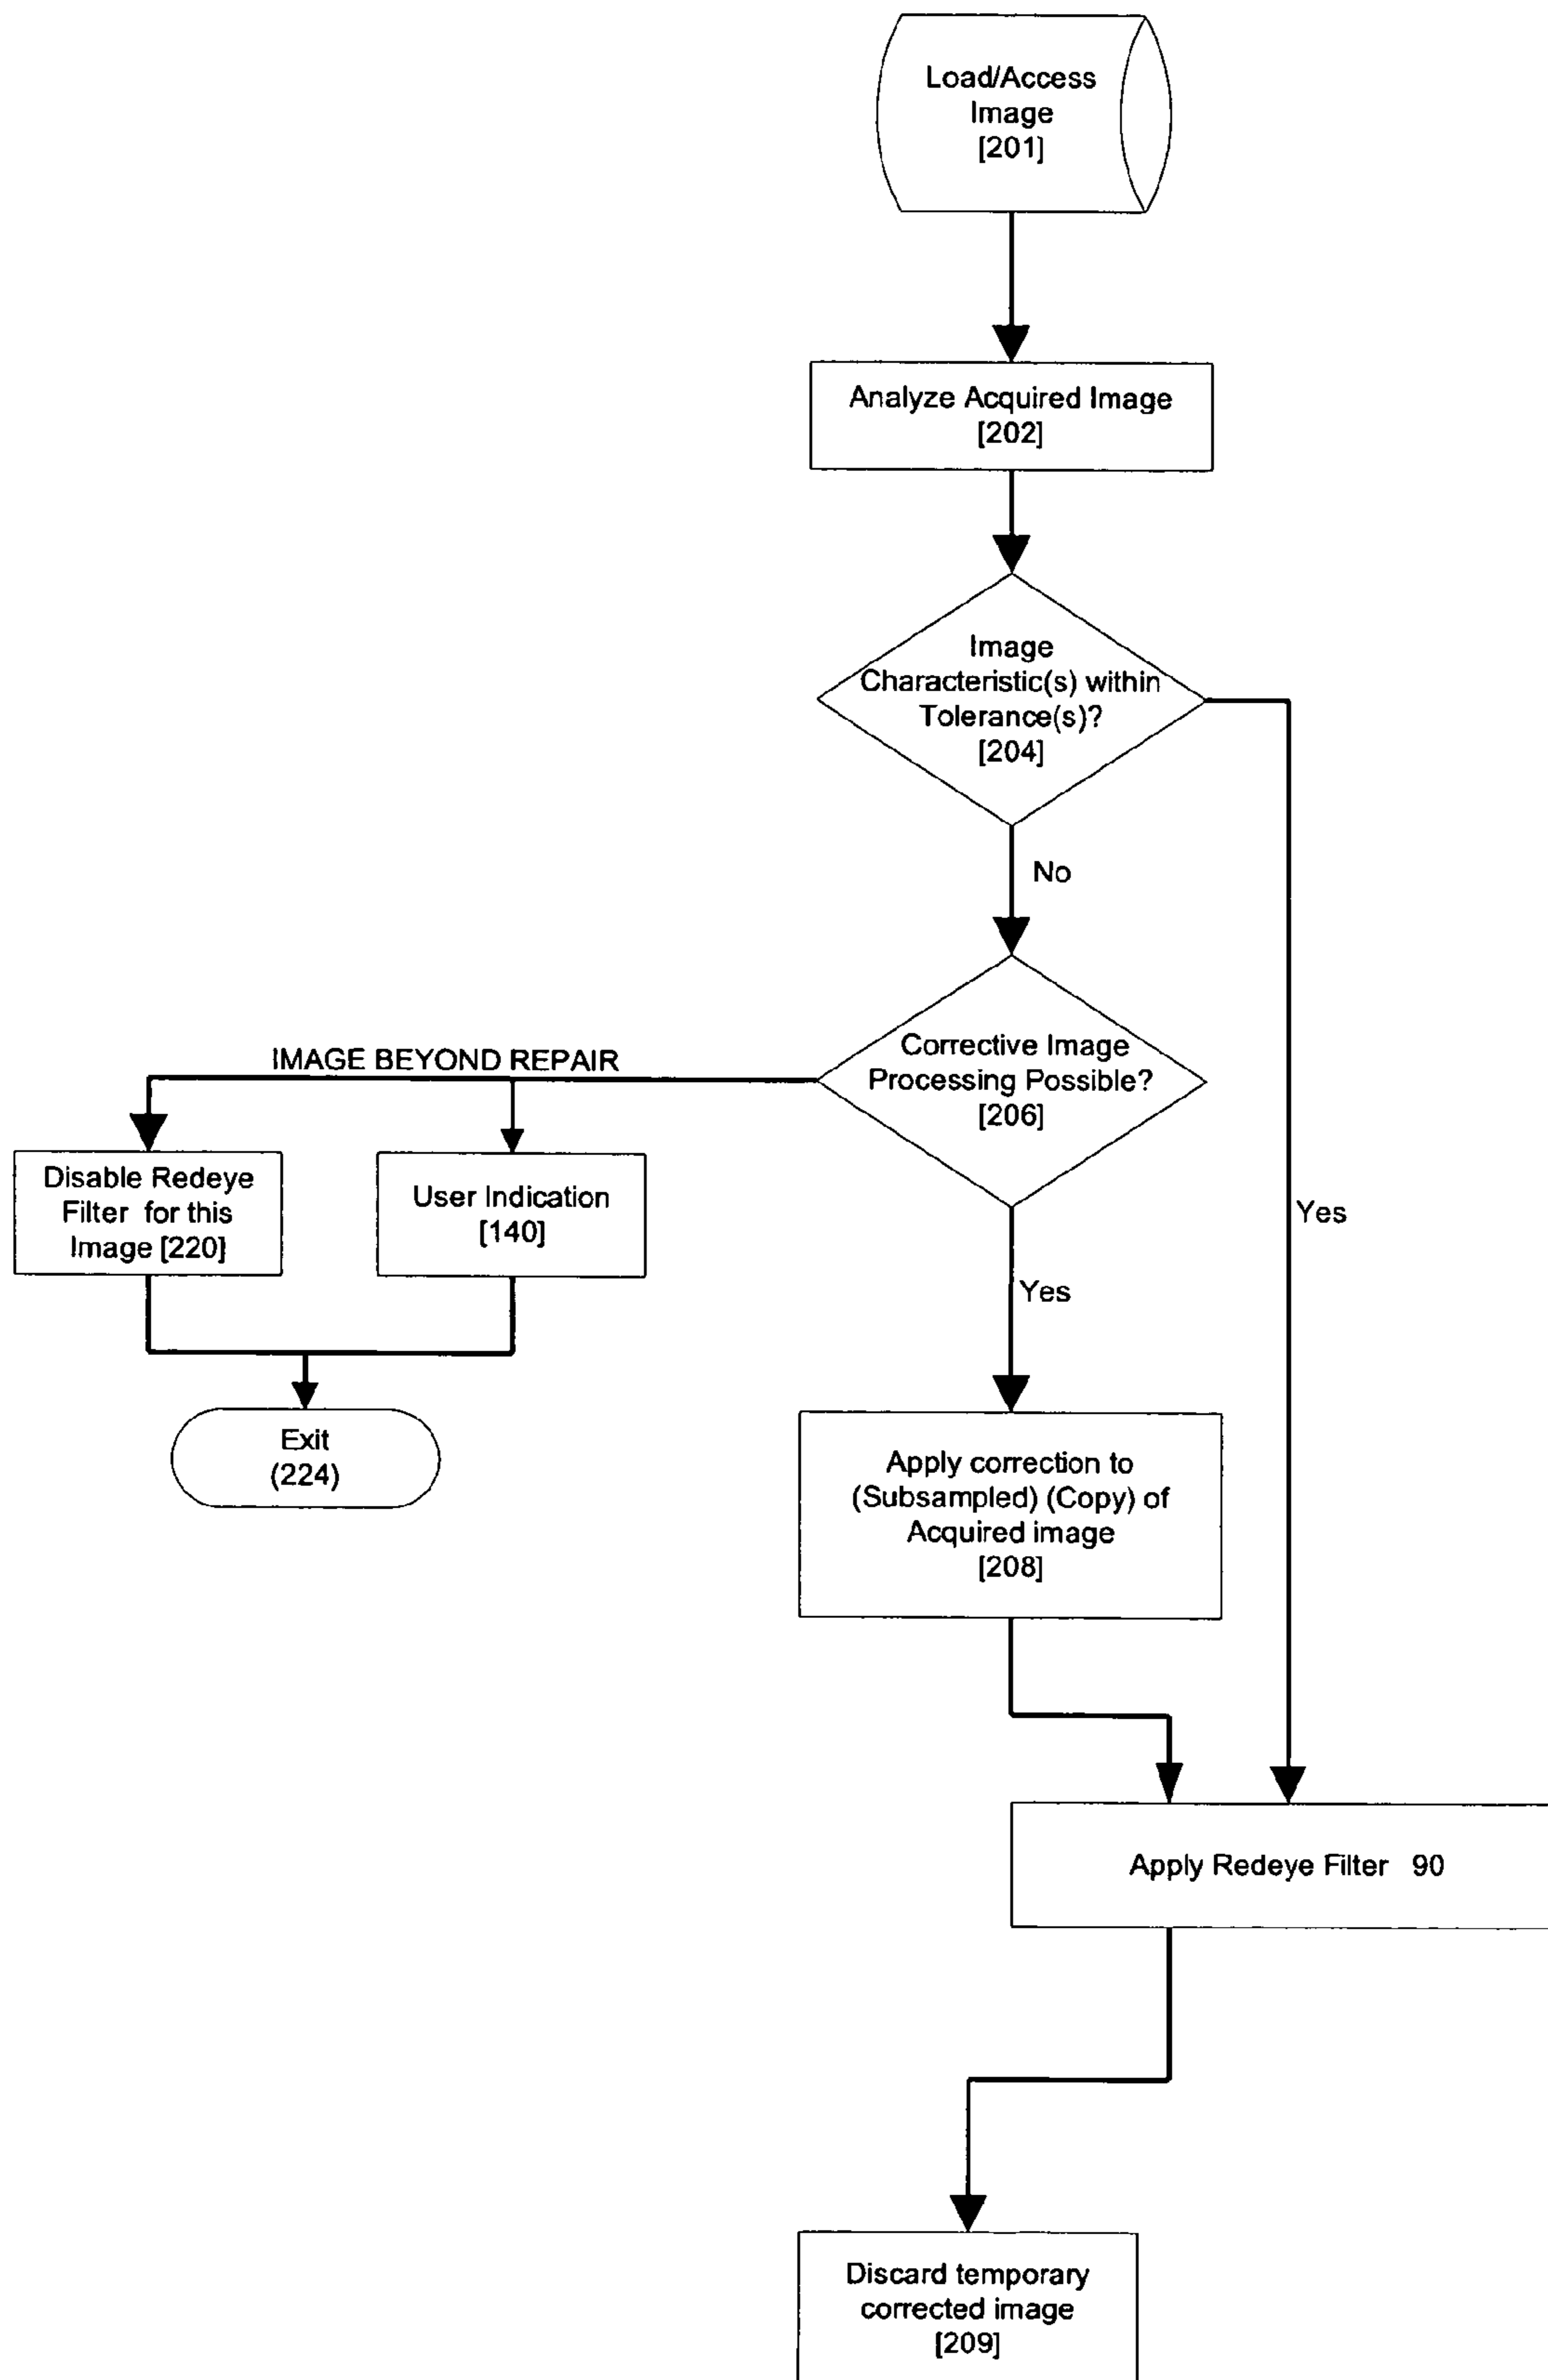 Load/Access
Image
[201]
Analyze Acquired Image
[202]
Image
Characteristic(s) within
Tolerance(s)?
[204]
No
Yes
Corrective Image
Processing Possible?
[206]
IMAGE BEYOND REPAIR
Disable Redeye
Filter for this
Image [220]
User Indication
[140]
Exit
(224)
Yes
Apply correction to
(Subsampled) (Copy) of
Acquired image
[208]
Apply Redeye Filter 90
Discard temporary
corrected image
[209]